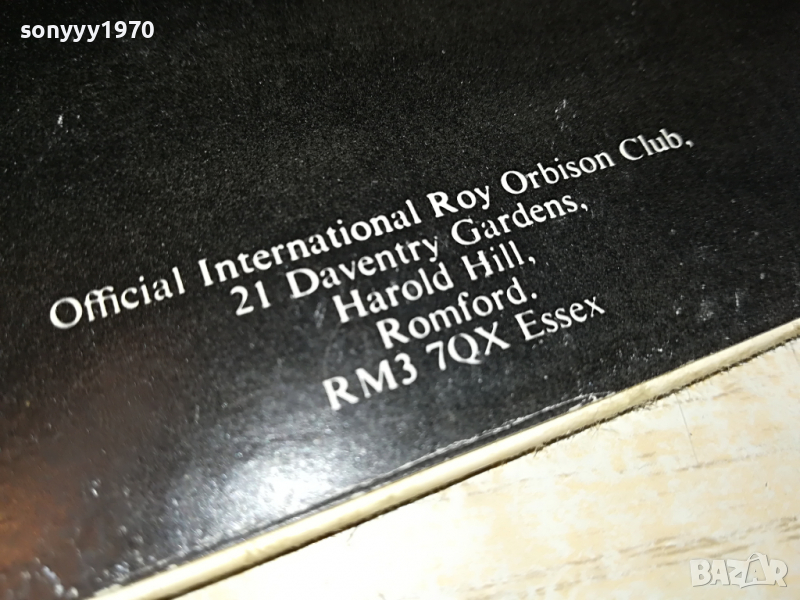 sonyyy1970
Official International Roy Orbison Club,
21 Daventry Gardens,
Harold Hill,
Romford.
RM3 7QX Essex
BAZAR